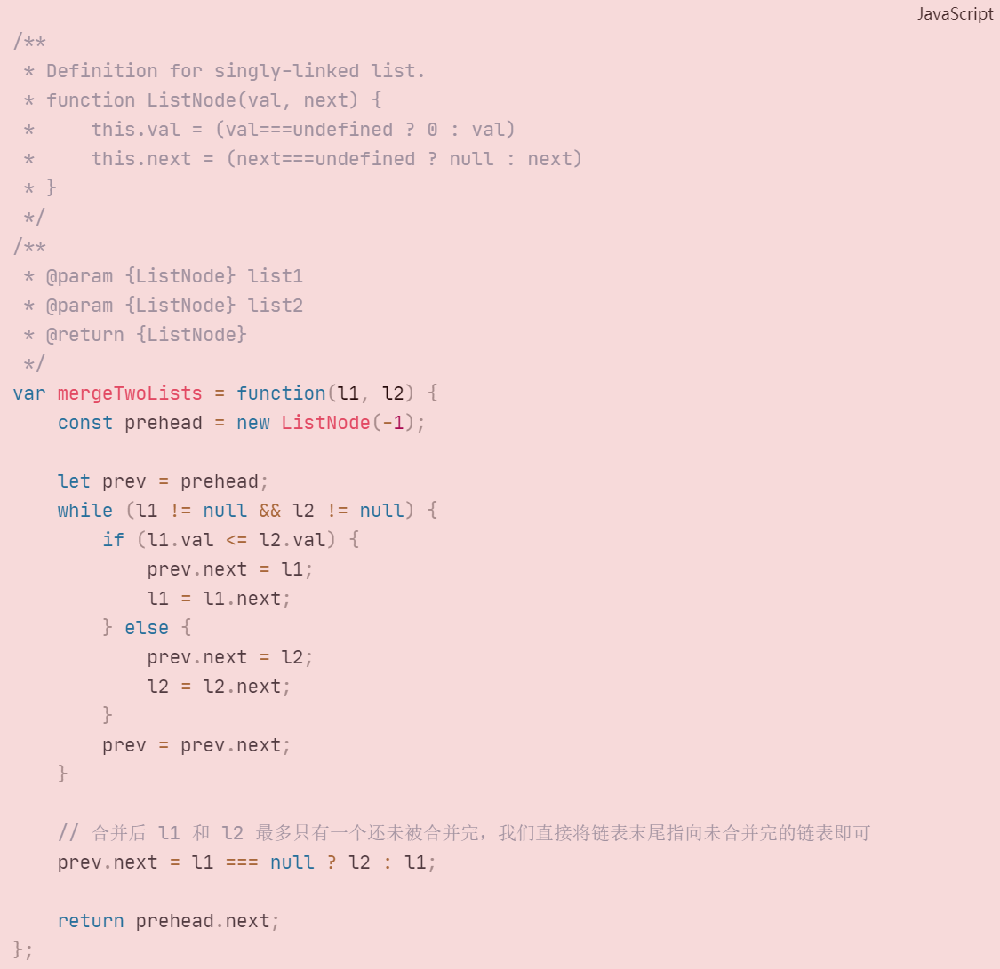 JavaScript
/**
 * Definition for singly-linked list.
 * function ListNode(val, next) {
 *     this.val = (val===undefined ? 0 : val)
 *     this.next = (next===undefined ? null : next)
 * }
 */
/**
 * @param {ListNode} list1
 * @param {ListNode} list2
 * @return {ListNode}
 */
var mergeTwoLists = function(l1, l2) {
    const prehead = new ListNode(-1);

    let prev = prehead;
    while (l1 != null && l2 != null) {
        if (l1.val <= l2.val) {
            prev.next = l1;
            l1 = l1.next;
        } else {
            prev.next = l2;
            l2 = l2.next;
        }
        prev = prev.next;
    }

    // 合并后 l1 和 l2 最多只有一个还未被合并完，我们直接将链表末尾指向未合并完的链表即可
    prev.next = l1 === null ? l2 : l1;

    return prehead.next;
};